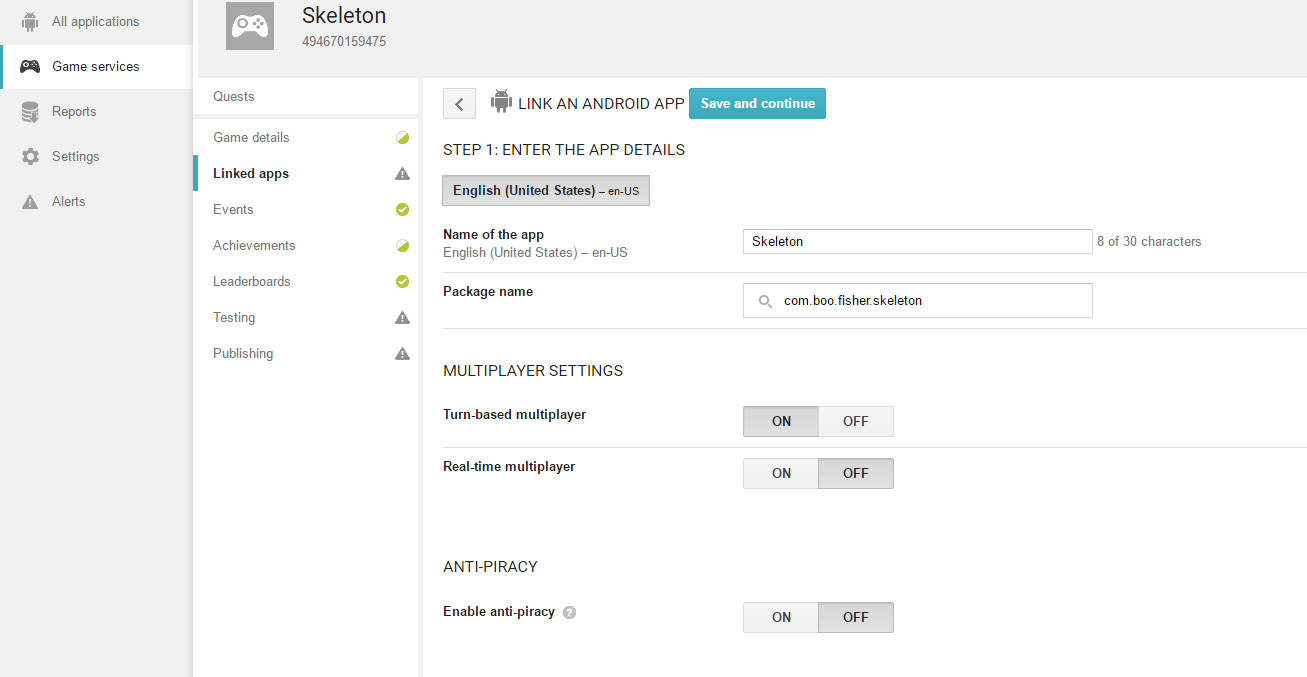 All applications
Game services
Reports
Settings
Alerts
Skeleton
494670159475
Quests
Game details
Linked apps
Events
Achievements
Leaderboards
Testing
Publishing
LINK AN ANDROID APP Save and continue
STEP 1: ENTER THE APP DETAILS
English (United States) – en-US
Name of the app
English (United States) – en-US
Skeleton 8 of 30 characters
Package name com.boo.fisher.skeleton
MULTIPLAYER SETTINGS
Turn-based multiplayer ON OFF
Real-time multiplayer ON OFF
ANTI-PIRACY
Enable anti-piracy ? ON OFF